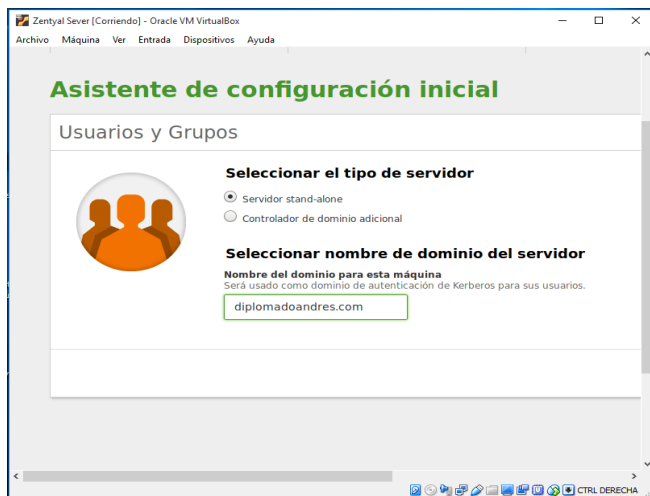 Zentyal Sever [Corriendo] - Oracle VM VirtualBox
Archivo Máquina Ver Entrada Dispositivos Ayuda
Asistente de configuración inicial
Usuarios y Grupos
Seleccionar el tipo de servidor
Servidor stand-alone
Controlador de dominio adicional
Seleccionar nombre de dominio del servidor
Nombre del dominio para esta máquina
Será usado como dominio de autenticación de Kerberos para sus usuarios.
diplomadoandres.com
CTRL DERECHA